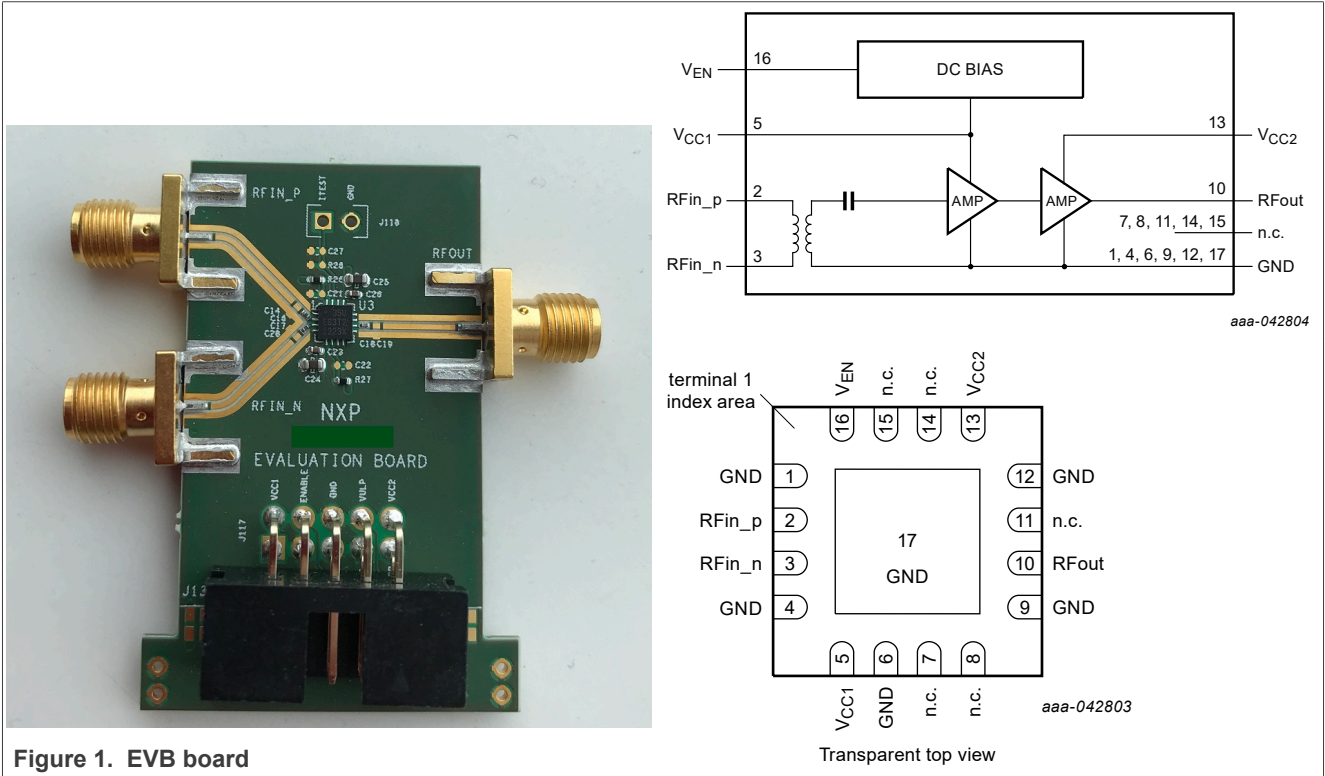 RFIN_P
ITEST
GND
J118
C27
R28
R26
C25
C21
C26
RFOUT
U3
C14
C16
C17
C20
C18C19
C23
C22
C24
R27
RFIN_N
NXP
EVALUATION BOARD
VCC1
ENABLE
GND
VULP
VCC2
J117
J13
Figure 1. EVB board
VEN
16
DC BIAS
VCC1
5
13
VCC2
RFin_p
2
AMP
AMP
10
RFout
7, 8, 11, 14, 15
n.c.
RFin_n
3
1, 4, 6, 9, 12, 17
GND
aaa-042804
terminal 1
index area
VEN
n.c.
n.c.
VCC2
16
15
14
13
GND
1
12
GND
RFin_p
2
11
n.c.
17
GND
RFin_n
3
10
RFout
GND
4
9
GND
5
6
7
8
VCC1
GND
n.c.
n.c.
aaa-042803
Transparent top view